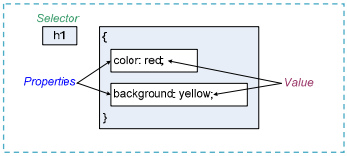 Selector
h1
{
color: red;
Properties
Value
background: yellow;
}